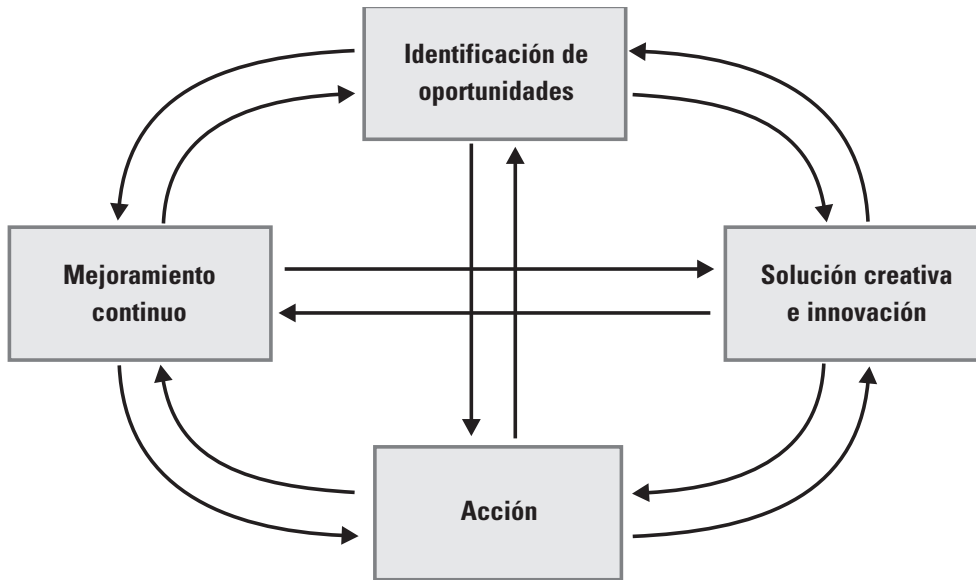 Identificación de
oportunidades
Mejoramiento
continuo
Solución creativa
e innovación
Acción